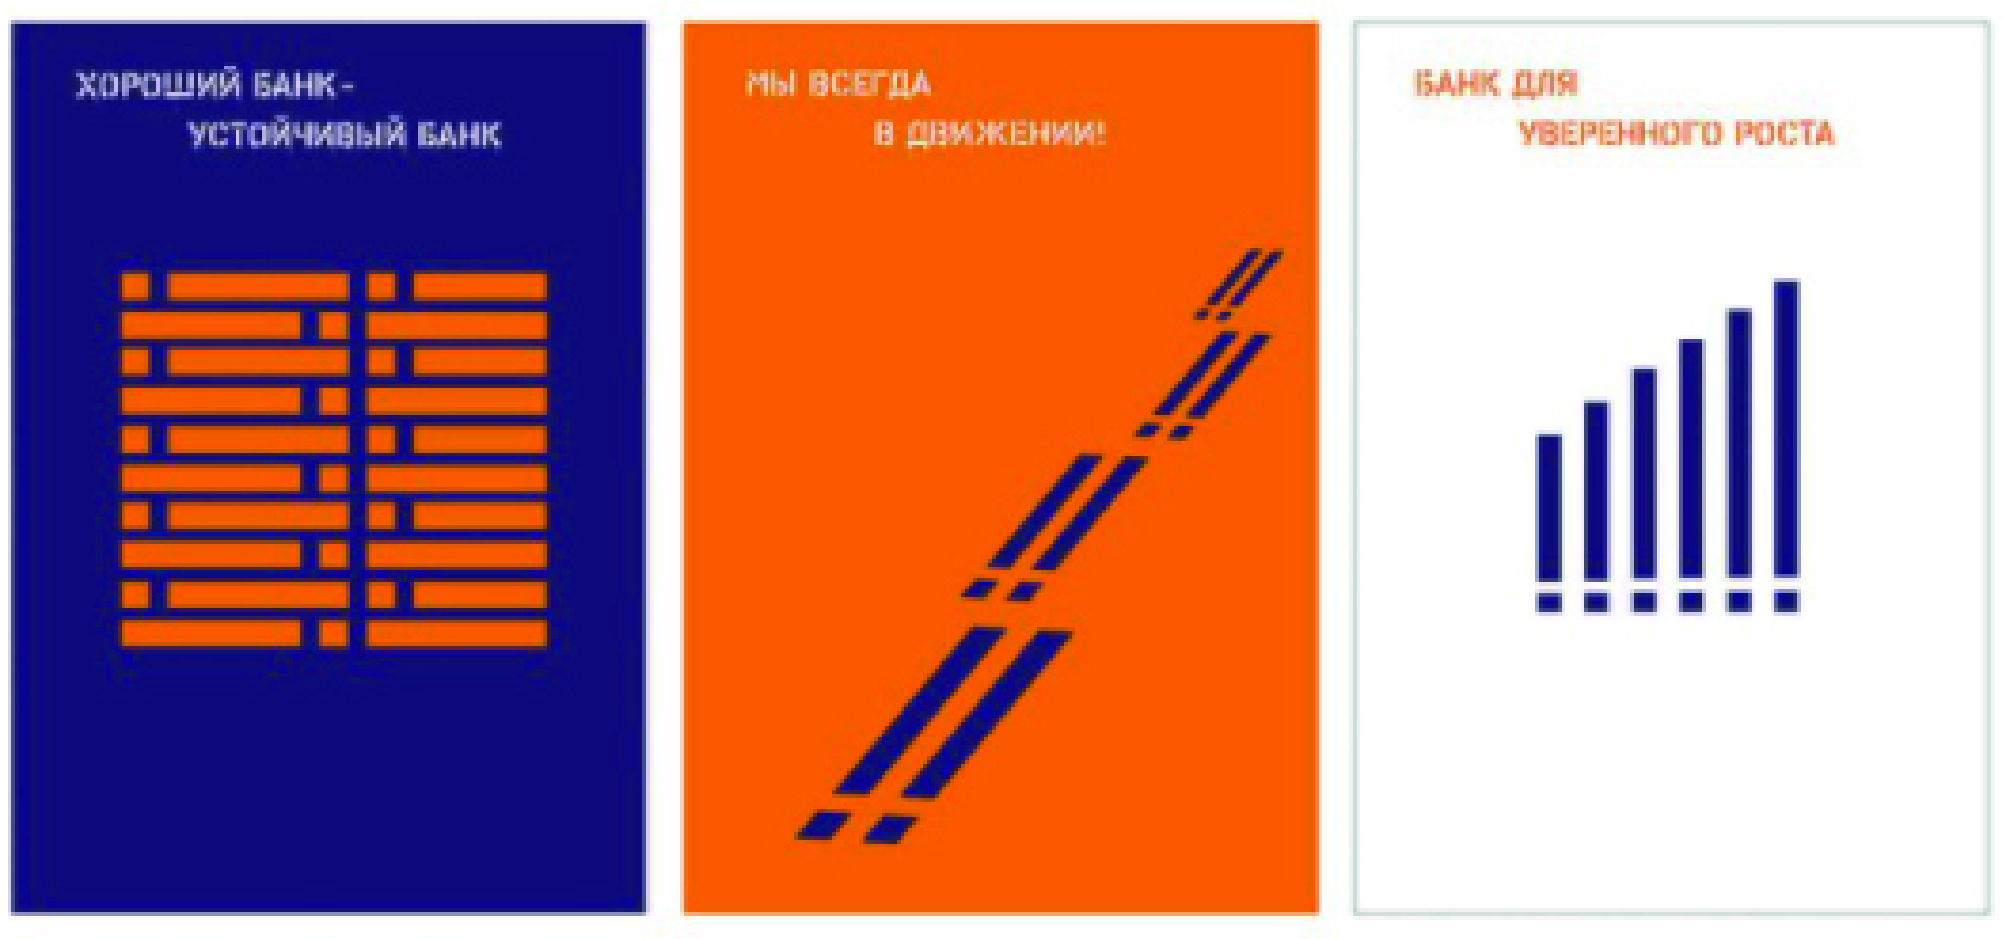 ХОРОШИЙ БАНК-
УСТОЙЧИВЫЙ БАНК
МЫ ВСЕГДА
В ДВИЖЕНИИ!
БАНК ДЛЯ
УВЕРЕННОГО РОСТА